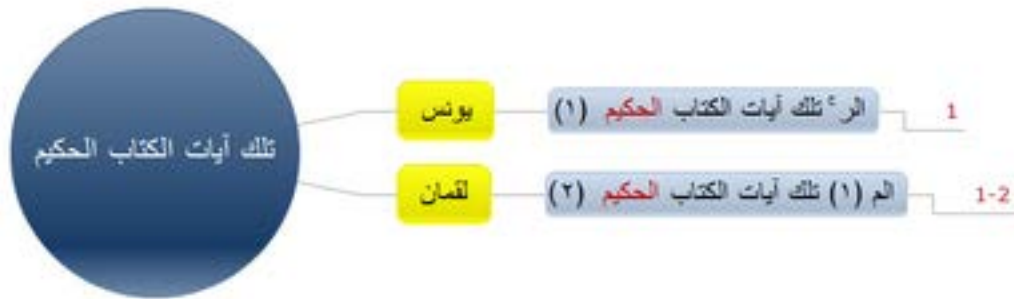 تلك آيات الكتاب الحكيم
يونس
الر ۚ تلك آيات الكتاب الحكيم (١)
1
لقمان
الم (١) تلك آيات الكتاب الحكيم (٢)
1-2